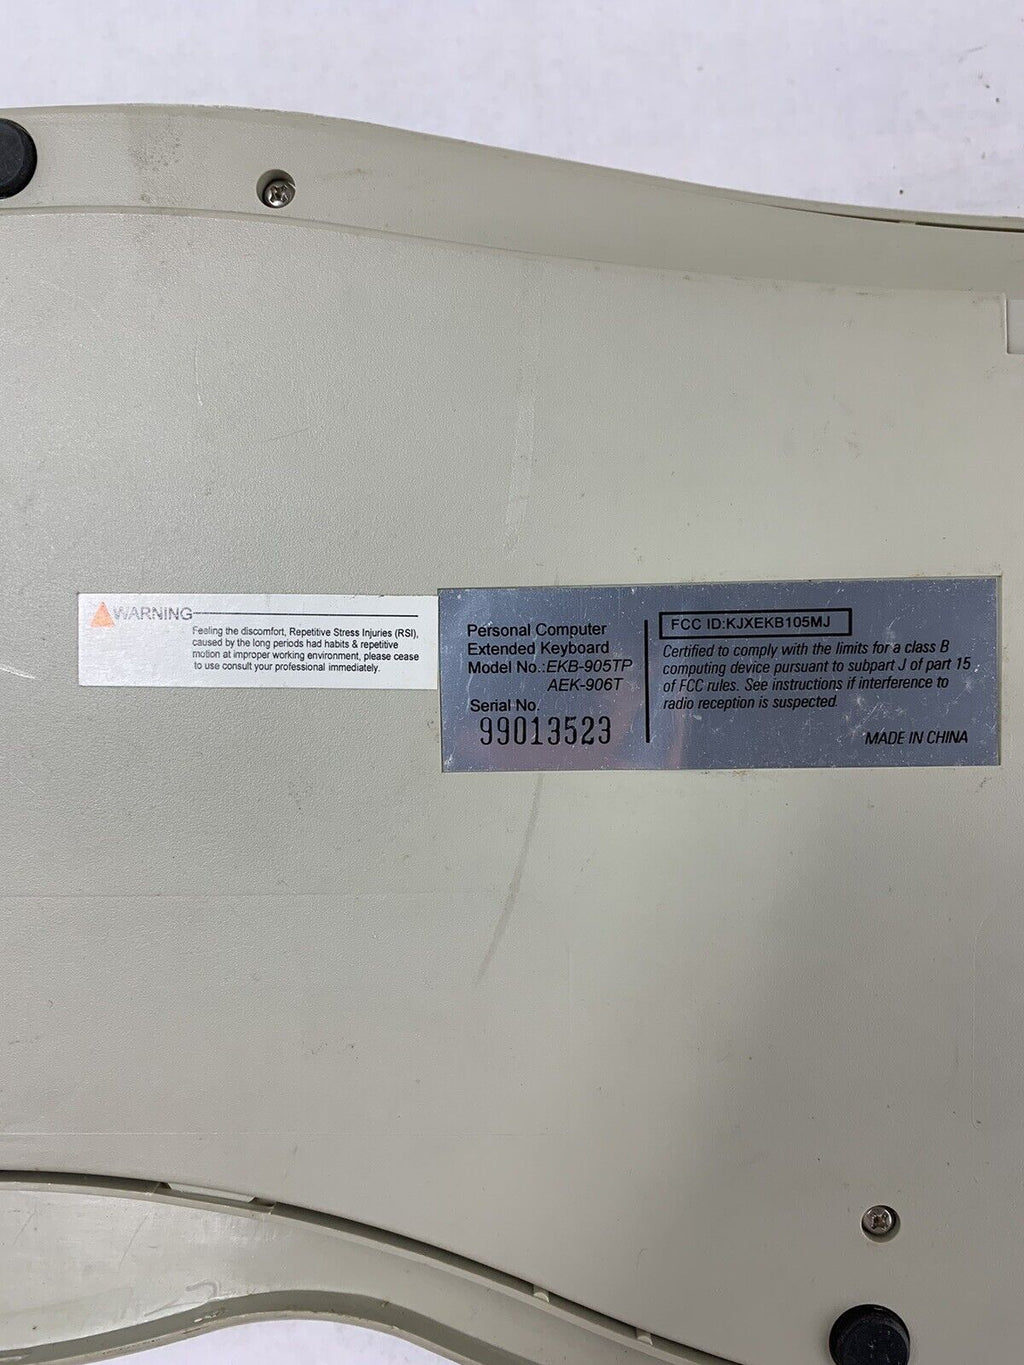 WARNING
Feeling the discomfort, Repetitive Stress Injuries (RSI),
caused by the long periods had habits & repetitive
motion at improper working environment, please cease
to use consult your professional immediately.
Personal Computer
Extended Keyboard
Model No.:EKB-905TP
AEK-906T
Serial No.
99013523
FCC ID:KJXEKB105MJ
Certified to comply with the limits for a class B
computing device pursuant to subpart J of part 15
of FCC rules. See instructions if interference to
radio reception is suspected.
MADE IN CHINA